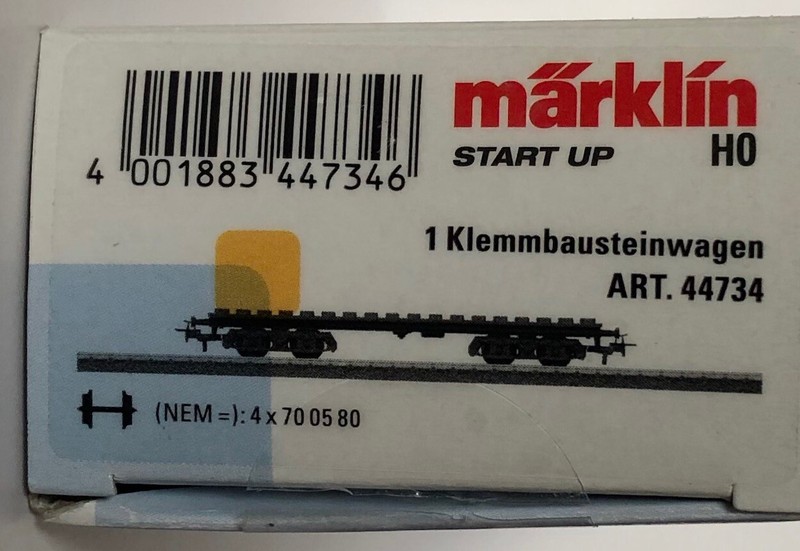 märklin
START UP H0
4 001883 447346
1 Klemmbausteinwagen
ART. 44734
(NEM =): 4 x 70 05 80